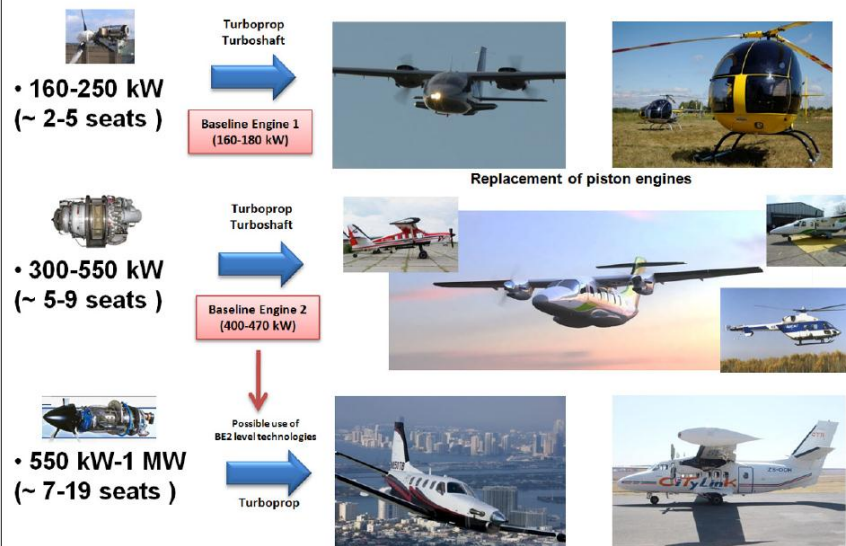 Turboprop
Turboshaft
• 160-250 kW
(~ 2-5 seats )
Baseline Engine 1
(160-180 kW)
Replacement of piston engines
Turboprop
Turboshaft
• 300-550 kW
(~ 5-9 seats )
Baseline Engine 2
(400-470 kW)
Possible use of
BE2 level technologies
• 550 kW-1 MW
(~ 7-19 seats )
Turboprop
CiTyLinK